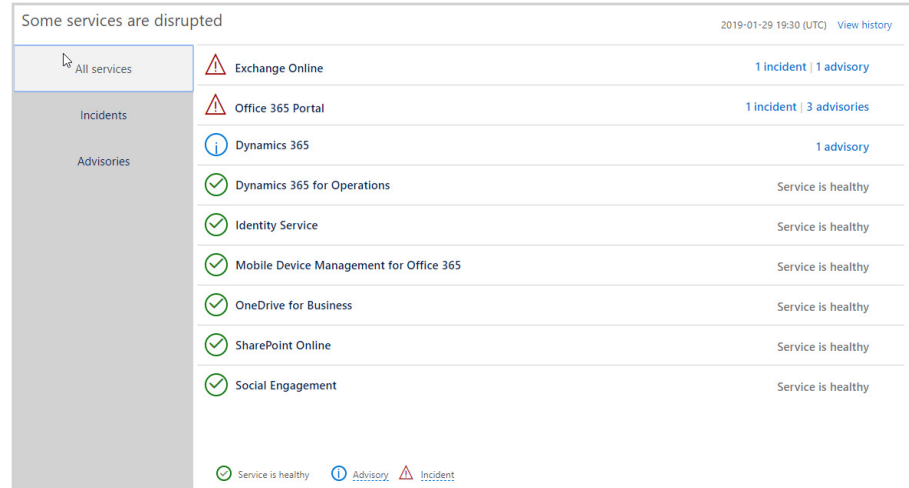 Some services are disrupted
2019-01-29 19:30 (UTC) View history
All services
Incidents
Advisories
Exchange Online 1 incident | 1 advisory
Office 365 Portal 1 incident | 3 advisories
Dynamics 365 1 advisory
Dynamics 365 for Operations Service is healthy
Identity Service Service is healthy
Mobile Device Management for Office 365 Service is healthy
OneDrive for Business Service is healthy
SharePoint Online Service is healthy
Social Engagement Service is healthy
Service is healthy Advisory Incident